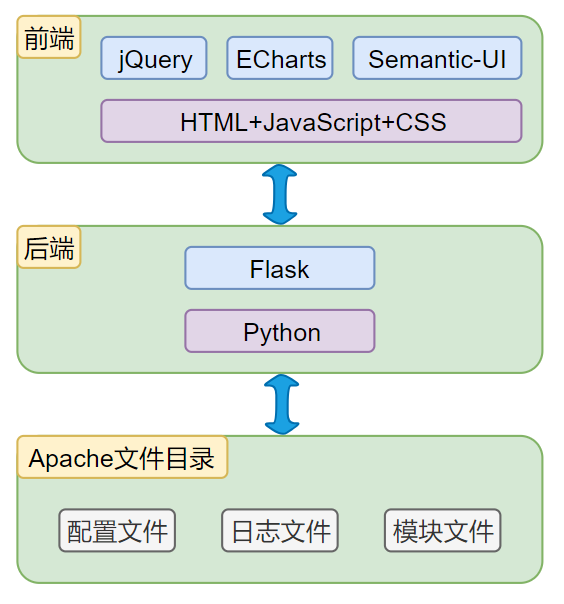 前端
jQuery
ECharts
Semantic-UI
HTML+JavaScript+CSS
后端
Flask
Python
Apache文件目录
配置文件
日志文件
模块文件